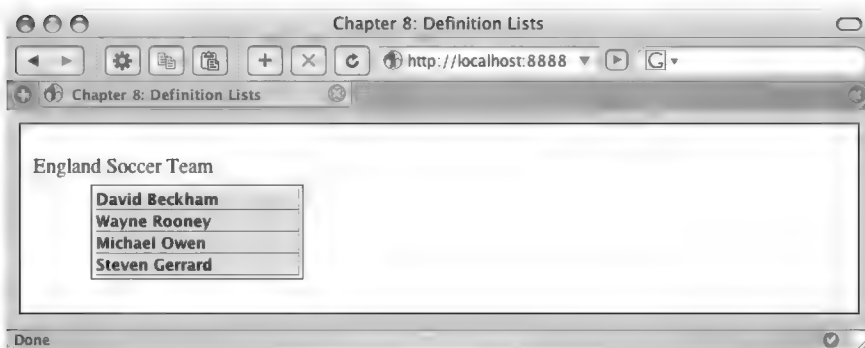 Chapter 8: Definition Lists
http://localhost:8888
G
Chapter 8: Definition Lists
England Soccer Team
David Beckham
Wayne Rooney
Michael Owen
Steven Gerrard
Done